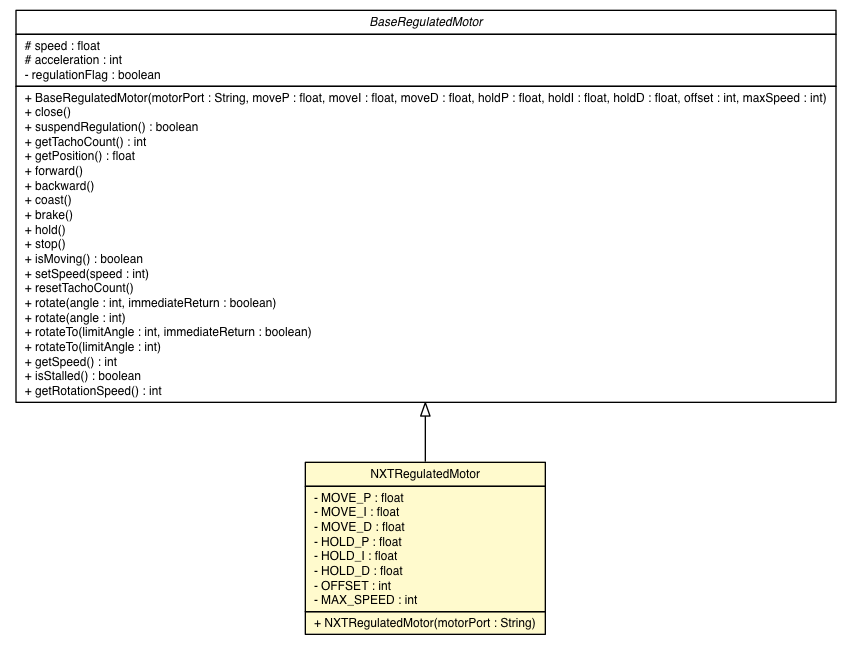 BaseRegulatedMotor
# speed : float
# acceleration : int
- regulationFlag : boolean
+ BaseRegulatedMotor(motorPort : String, moveP : float, moveI : float, moveD : float, holdP : float, holdI : float, holdD : float, offset : int, maxSpeed : int)
+ close()
+ suspendRegulation() : boolean
+ getTachoCount() : int
+ getPosition() : float
+ forward()
+ backward()
+ coast()
+ brake()
+ hold()
+ stop()
+ isMoving() : boolean
+ setSpeed(speed : int)
+ resetTachoCount()
+ rotate(angle : int, immediateReturn : boolean)
+ rotate(angle : int)
+ rotateTo(limitAngle : int, immediateReturn : boolean)
+ rotateTo(limitAngle : int)
+ getSpeed() : int
+ isStalled() : boolean
+ getRotationSpeed() : int
NXTRegulatedMotor
- MOVE_P : float
- MOVE_I : float
- MOVE_D : float
- HOLD_P : float
- HOLD_I : float
- HOLD_D : float
- OFFSET : int
- MAX_SPEED : int
+ NXTRegulatedMotor(motorPort : String)